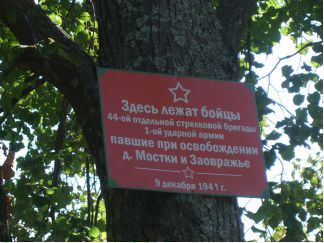 Здесь лежат бойцы
44-ой отдельной стрелковой бригады
1-ой ударной армии
павшие при освобождении
д. Мостки и Заовражье
9 декабря 1941 г.